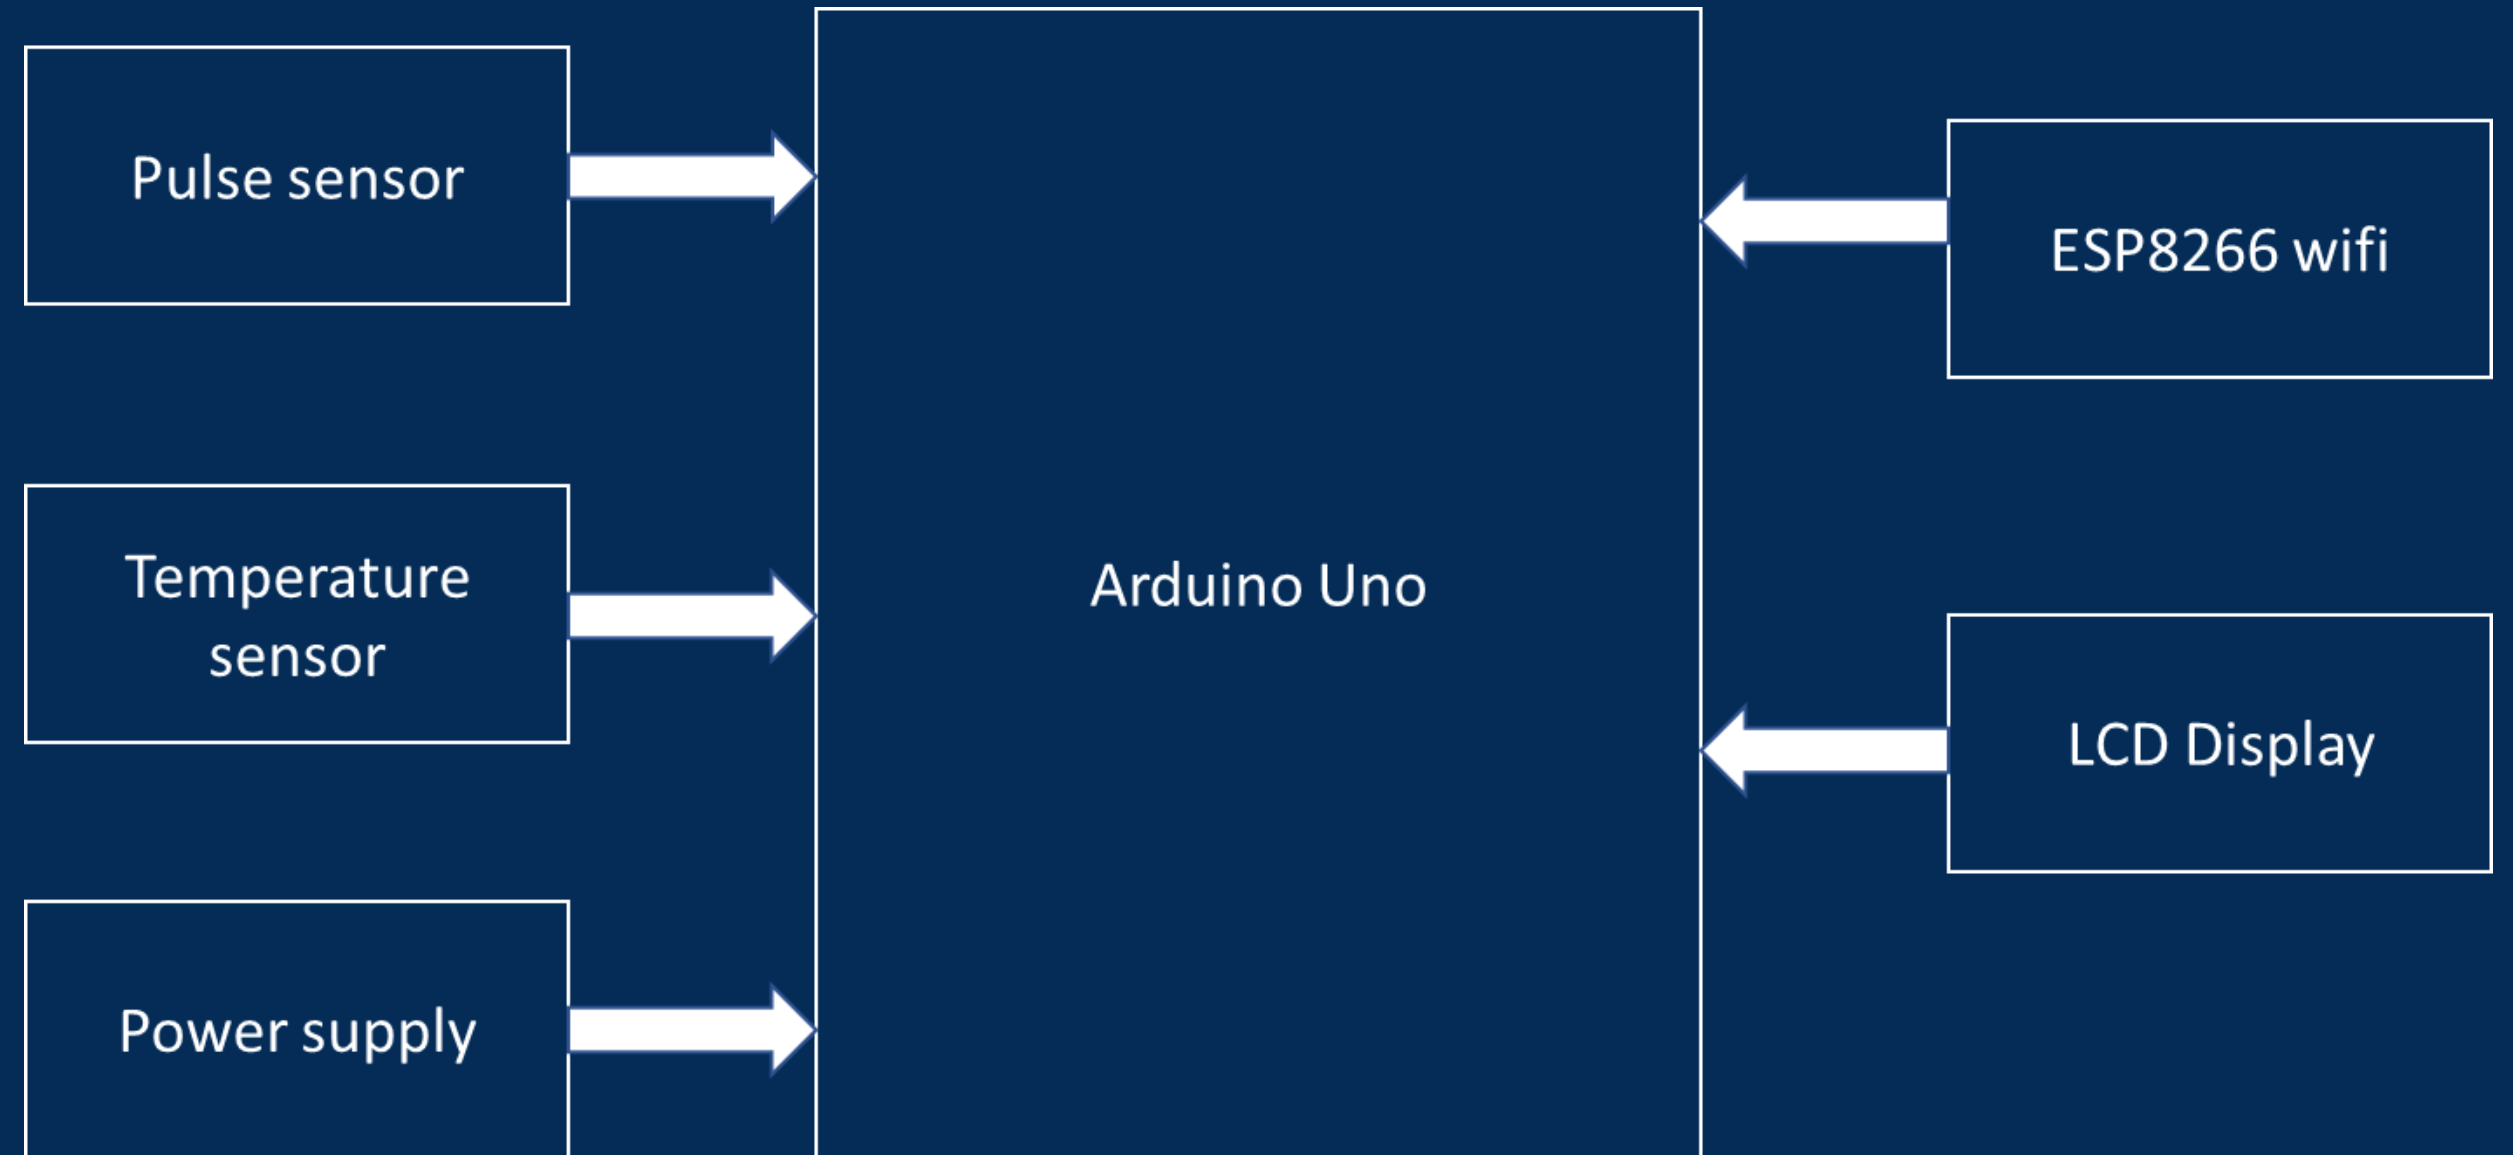 Pulse sensor
Temperature
sensor
Power supply
Arduino Uno
ESP8266 wifi
LCD Display